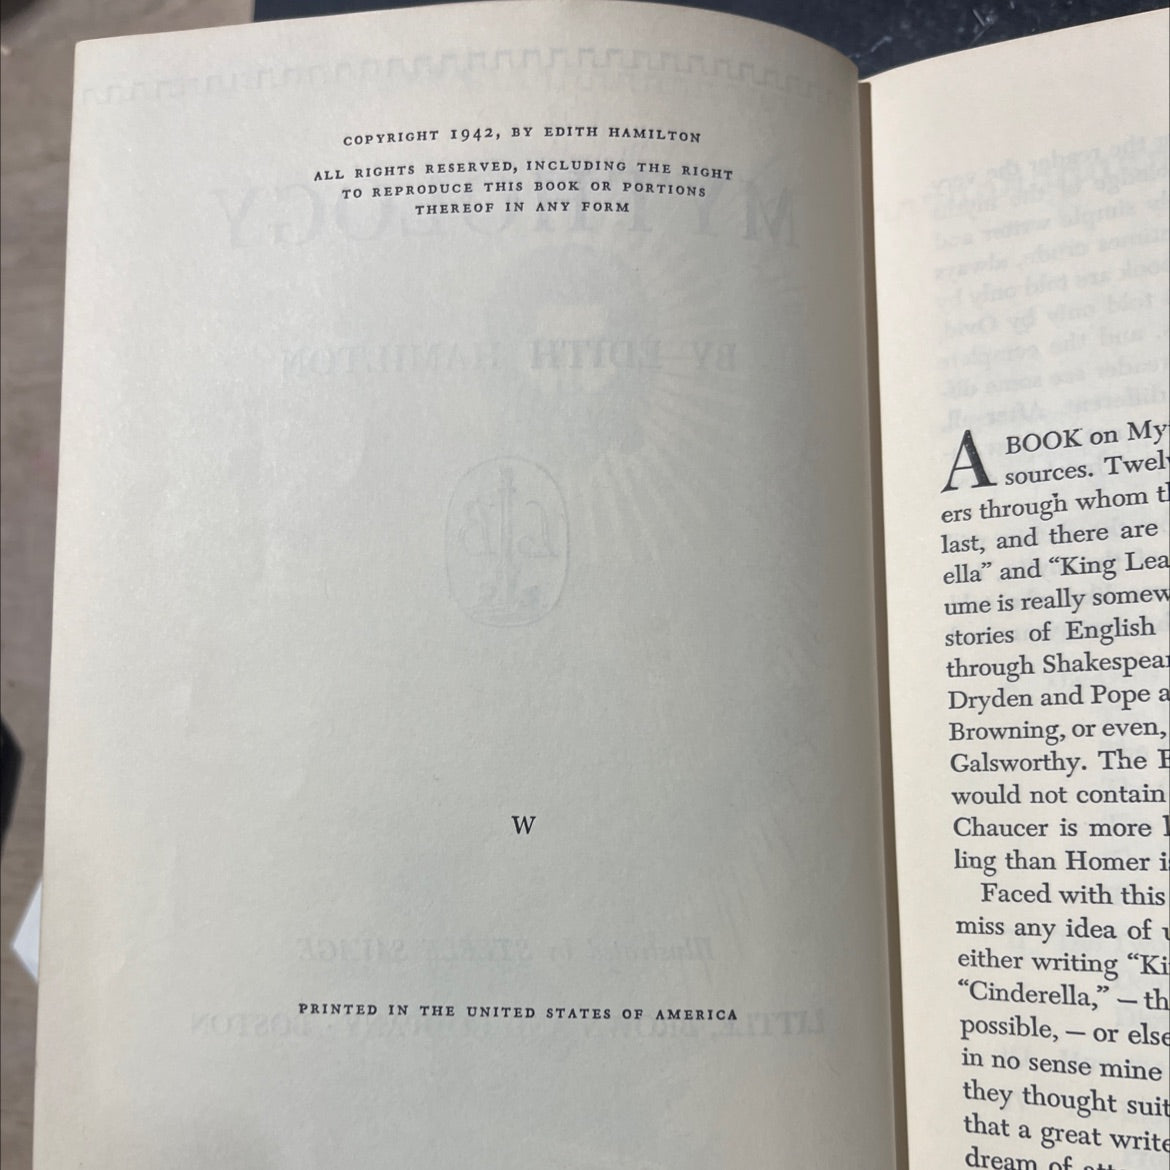 COPYRIGHT 1942, BY EDITH HAMILTON
ALL RIGHTS RESERVED, INCLUDING THE RIGHT
TO REPRODUCE THIS BOOK OR PORTIONS
THEREOF IN ANY FORM
W
PRINTED IN THE UNITED STATES OF AMERICA
A BOOK on My
sources. Twel
ers through whom t
last, and there are
ella” and “King Lea
ume is really somew
stories of English
through Shakespear
Dryden and Pope a
Browning, or even,
Galsworthy. The
would not contain
Chaucer is more
ling than Homer i
Faced with this
miss any idea of
either writing “Ki
“Cinderella,” — th
possible, — or else
in no sense mine
they thought suit
that a great write
dream of